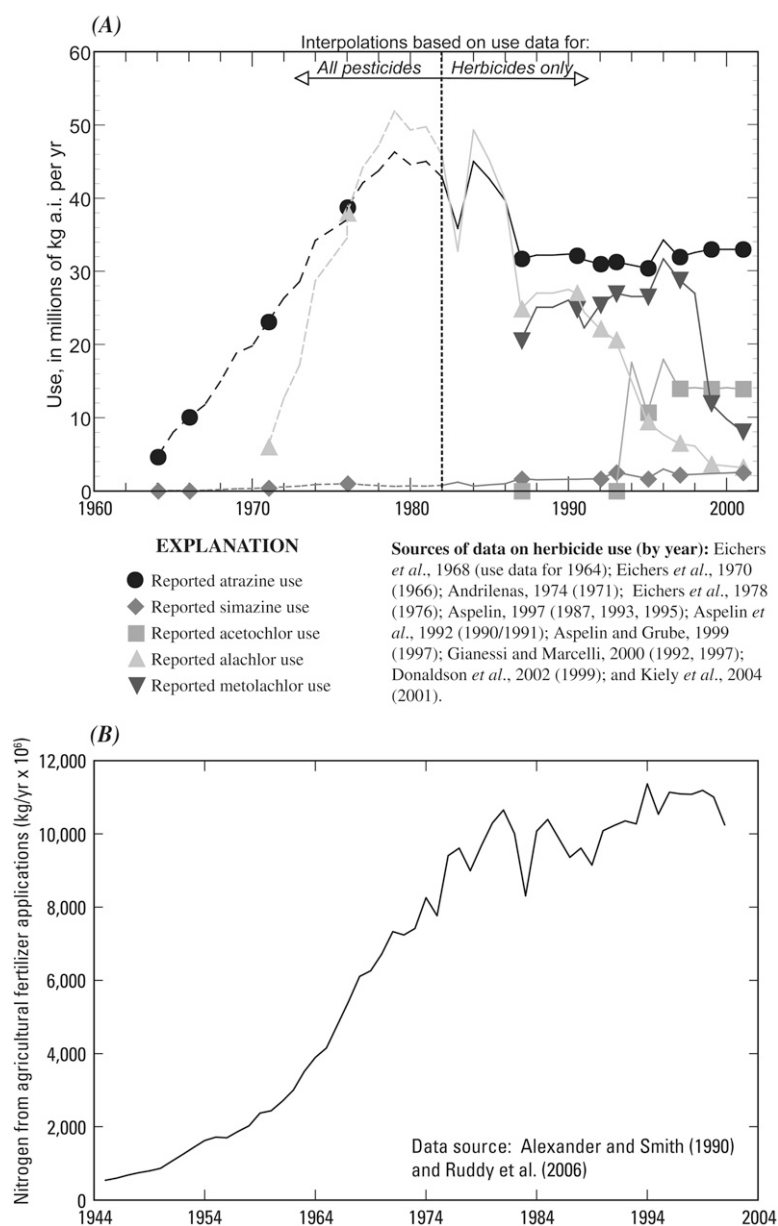 (A)
Interpolations based on use data for:
All pesticides
Herbicides only
Use, in millions of kg a.i. per yr
60
50
40
30
20
10
0
1960
1970
1980
1990
2000
EXPLANATION
Reported atrazine use
Reported simazine use
Reported acetochlor use
Reported alachlor use
Reported metolachlor use
Sources of data on herbicide use (by year): Eichers
et al., 1968 (use data for 1964); Eichers et al., 1970
(1966); Andrilenas, 1974 (1971); Eichers et al., 1978
(1976); Aspelin, 1997 (1987, 1993, 1995); Aspelin et
al., 1992 (1990/1991); Aspelin and Grube, 1999
(1997); Gianessi and Marcelli, 2000 (1992, 1997);
Donaldson et al., 2002 (1999); and Kiely et al., 2004
(2001).
(B)
Nitrogen from agricultural fertilizer applications (kg/yr x 10⁶)
12,000
10,000
8,000
6,000
4,000
2,000
0
1944
1954
1964
1974
1984
1994
2004
Data source: Alexander and Smith (1990)
and Ruddy et al. (2006)